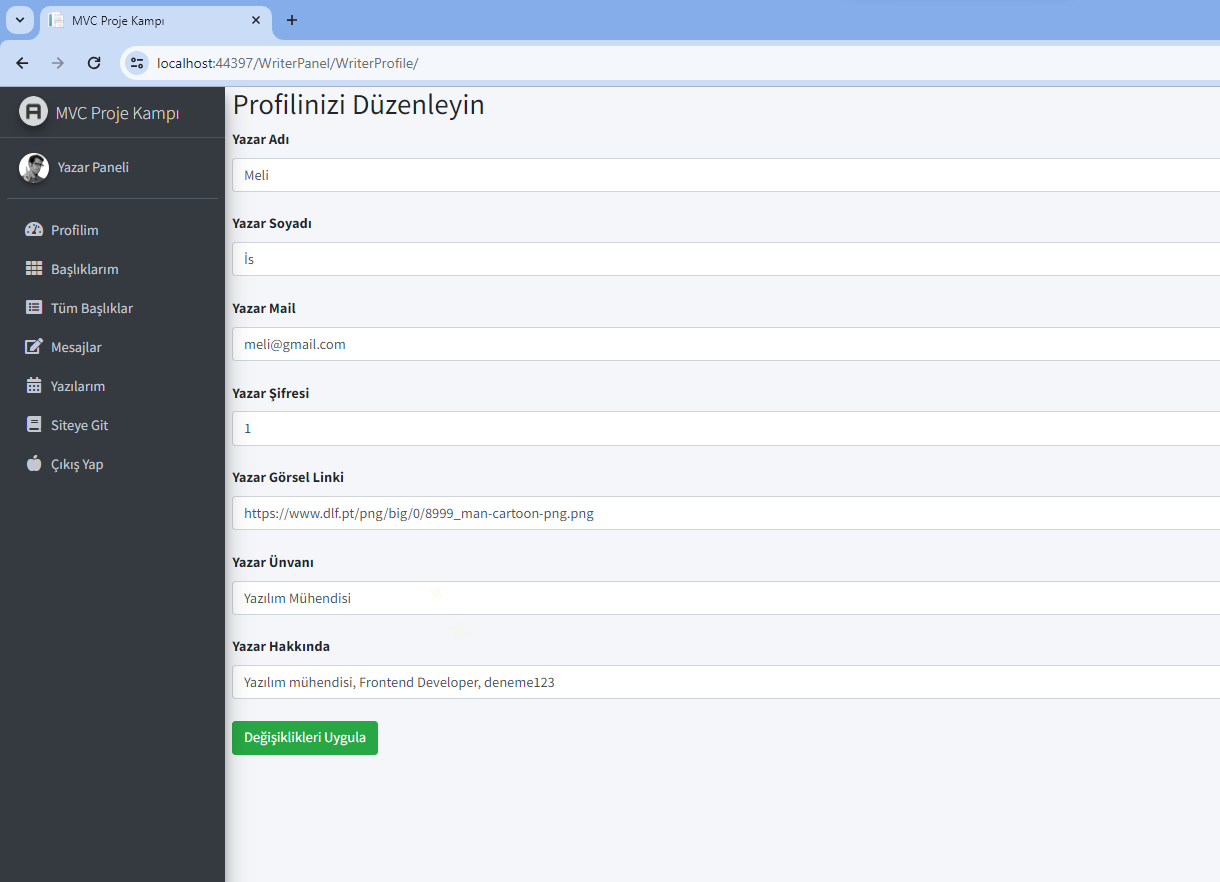 MVC Proje Kampı
localhost:44397/WriterPanel/WriterProfile/
MVC Proje Kampı
Yazar Paneli
Profilim
Başlıklarım
Tüm Başlıklar
Mesajlar
Yazılarım
Siteye Git
Çıkış Yap
Profilinizi Düzenleyin
Yazar Adı
Meli
Yazar Soyadı
İs
Yazar Mail
meli@gmail.com
Yazar Şifresi
1
Yazar Görsel Linki
https://www.dlf.pt/png/big/0/8999_man-cartoon-png.png
Yazar Ünvanı
Yazılım Mühendisi
Yazar Hakkında
Yazılım mühendisi, Frontend Developer, deneme123
Değişiklikleri Uygula